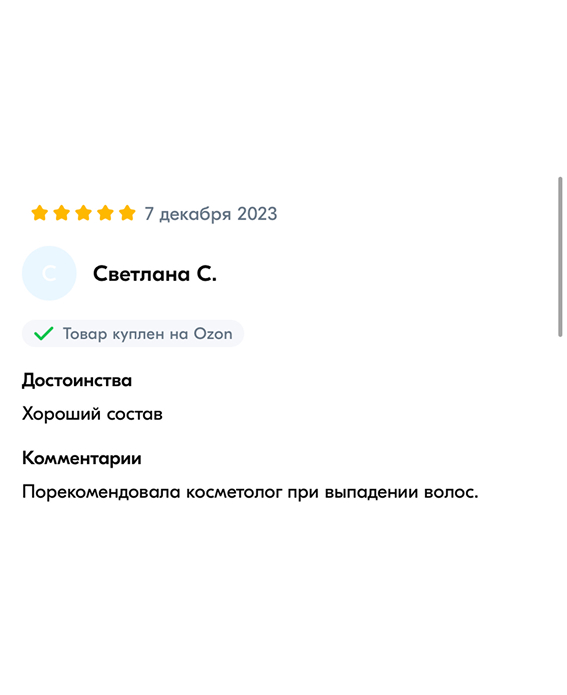 7 декабря 2023
С
Светлана С.
Товар куплен на Ozon
Достоинства
Хороший состав
Комментарии
Порекомендовала косметолог при выпадении волос.